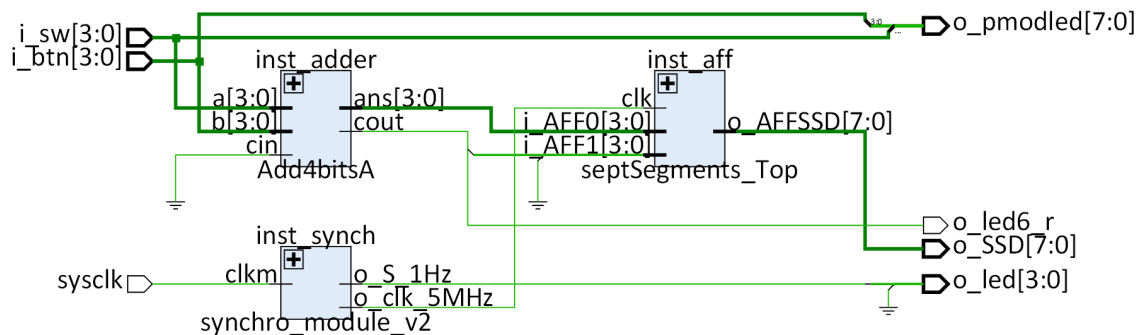 i_sw[3:0]
i_btn[3:0]
3:0
...
o_pmodled[7:0]
inst_adder
a[3:0]
b[3:0]
cin
ans[3:0]
cout
Add4bitsA
inst_aff
clk
i_AFF0[3:0]
i_AFF1[3:0]
o_AFFSSD[7:0]
septSegments_Top
o_led6_r
o_SSD[7:0]
inst_synch
sysclk
clkm
o_S_1Hz
o_clk_5MHz
synchro_module_v2
o_led[3:0]